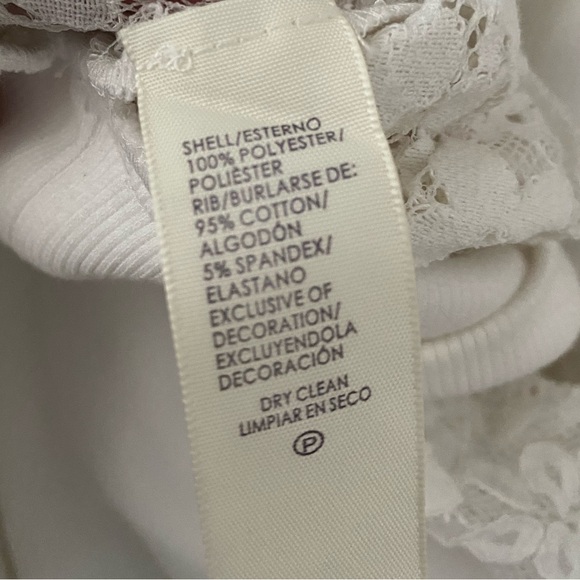 SHELL/ESTERNO
100% POLYESTER/
POLIÈSTER
RIB/BURLARSE DE:
95% COTTON/
ALGODÓN
5% SPANDEX/
ELASTANO
EXCLUSIVE OF
DECORATION/
EXCLUYENDOLA
DECORACIÓN
DRY CLEAN
LIMPIAR EN SECO
P